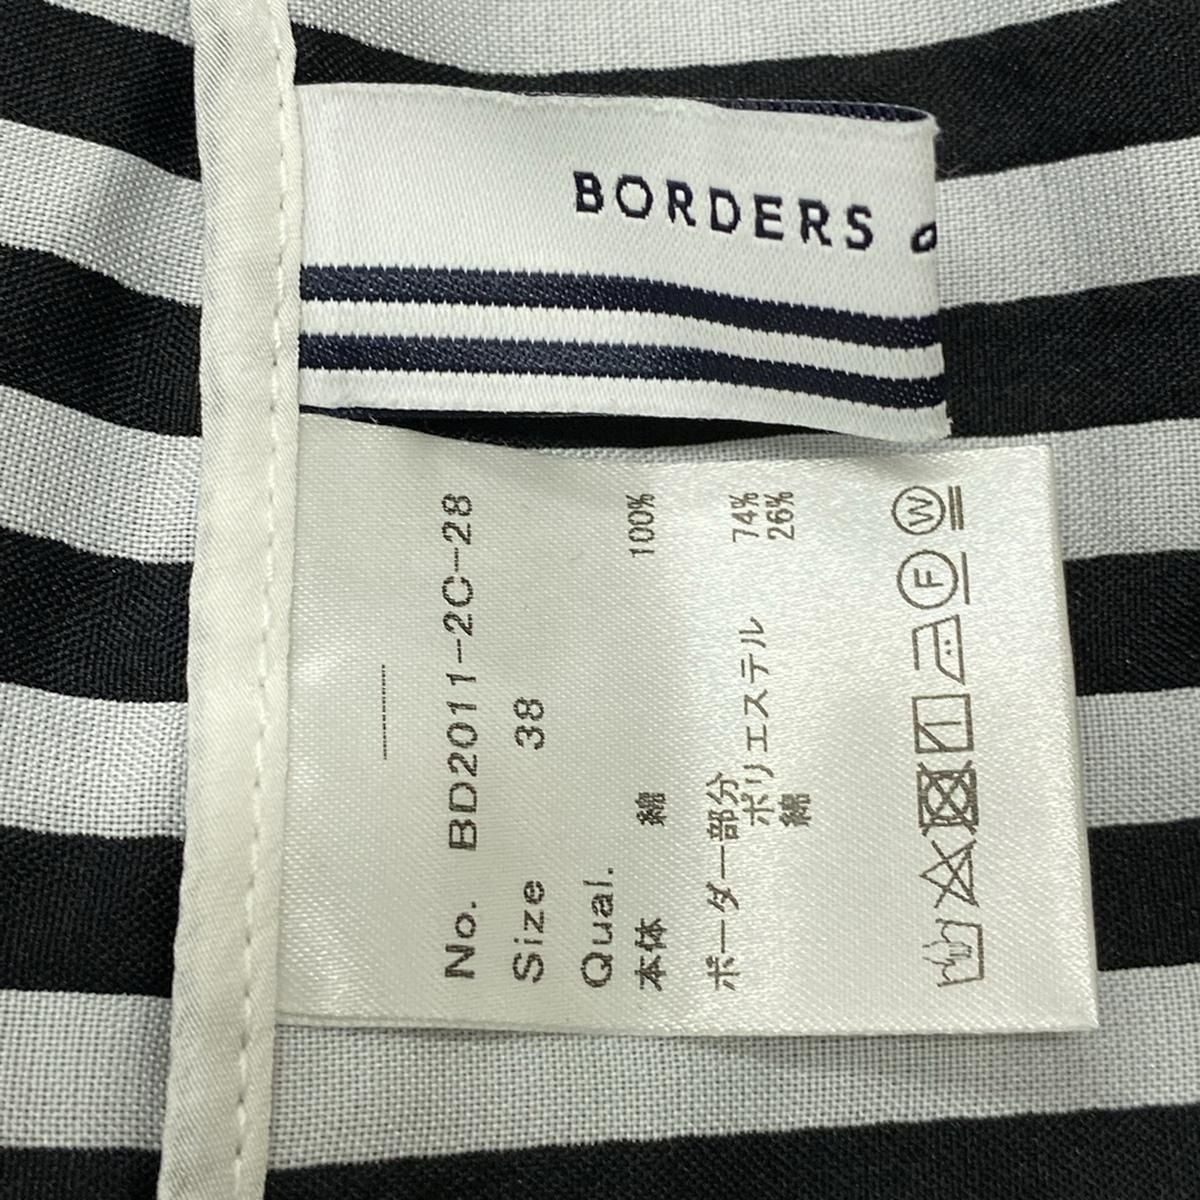 BORDERS
No. BD2011-2C-28
Size 38
Qual.
本体 綿 100%
ボーダー部分
ポリエステル 74%
綿 26%
F W